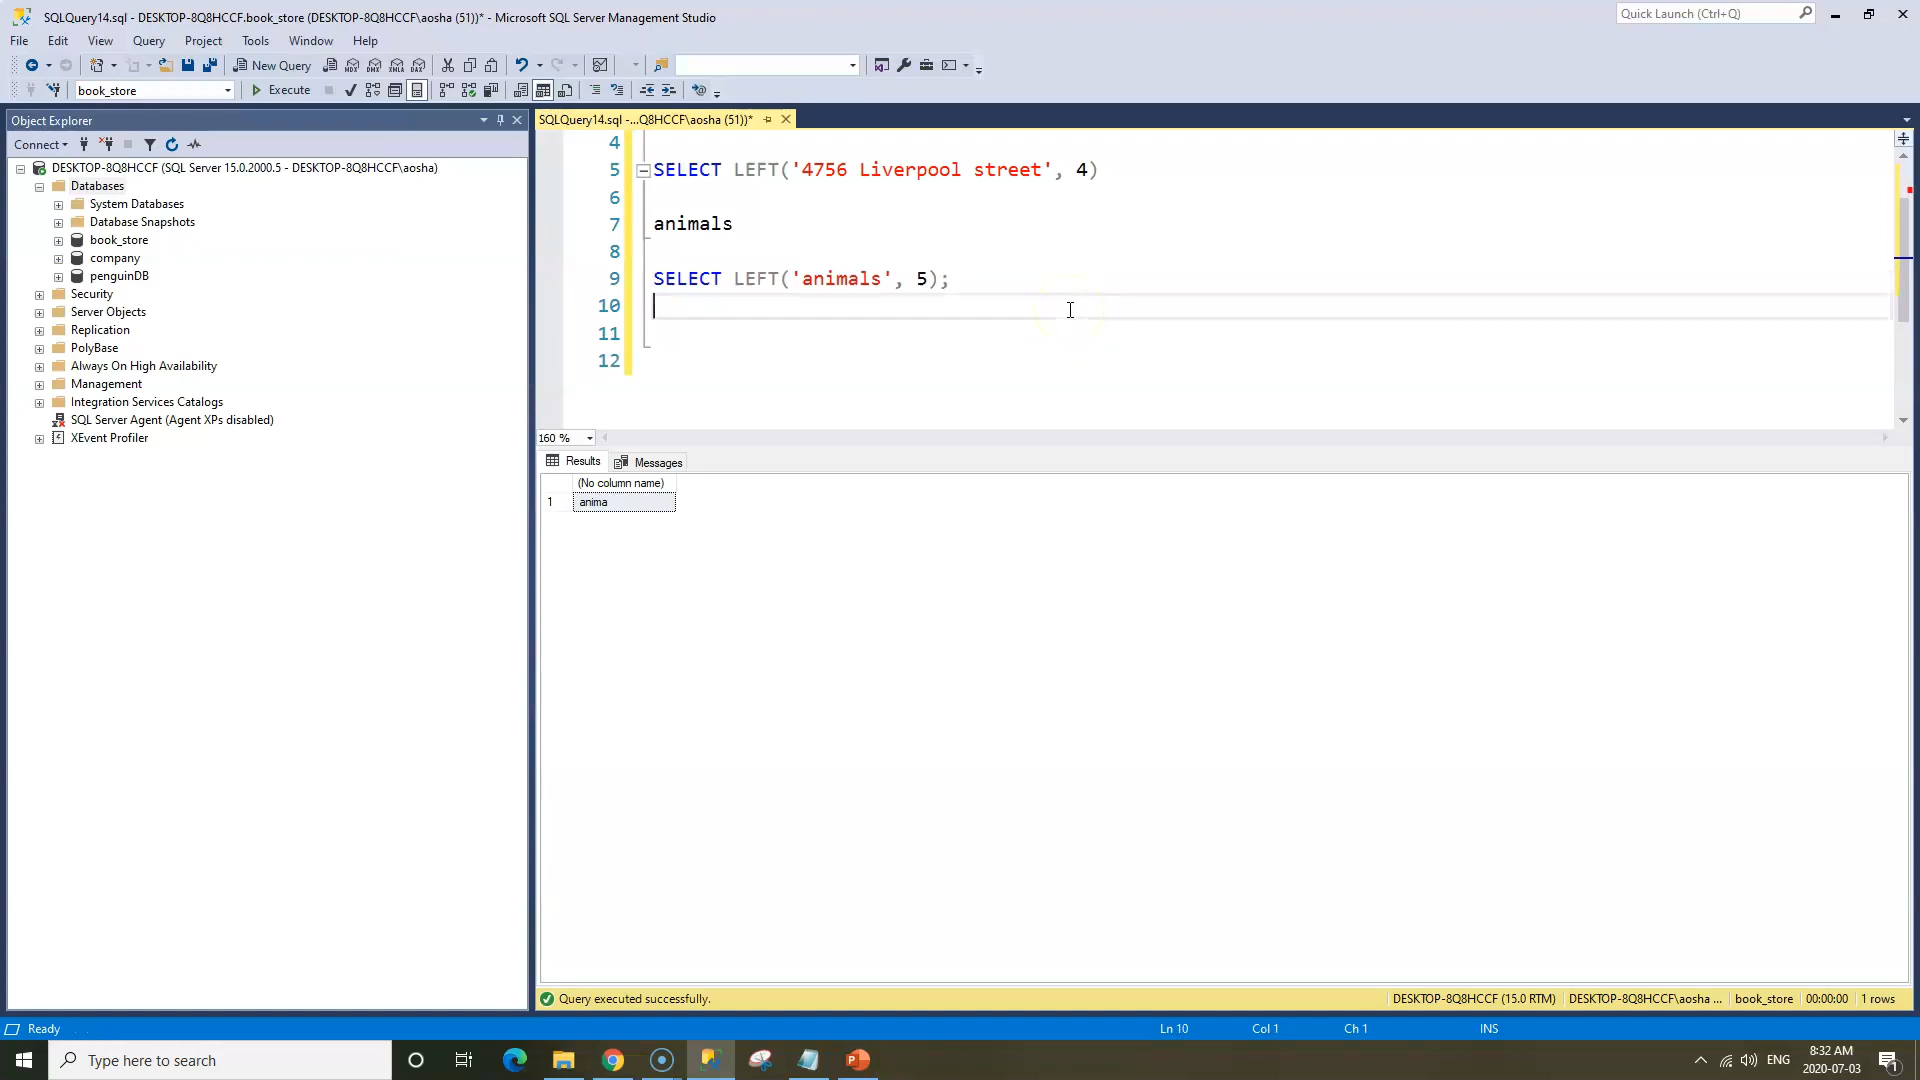 SQLQuery14.sql - DESKTOP-8Q8HCCF.book_store (DESKTOP-8Q8HCCF\aosha (51))* - Microsoft SQL Server Management Studio
Quick Launch (Ctrl+Q)
File Edit View Query Project Tools Window Help
New Query
book_store
Execute
Object Explorer
Connect
DESKTOP-8Q8HCCF (SQL Server 15.0.2000.5 - DESKTOP-8Q8HCCF\aosha)
Databases
System Databases
Database Snapshots
book_store
company
penguinDB
Security
Server Objects
Replication
PolyBase
Always On High Availability
Management
Integration Services Catalogs
SQL Server Agent (Agent XPs disabled)
XEvent Profiler
SQLQuery14.sql -...Q8HCCF\aosha (51))*
4
5 SELECT LEFT('4756 Liverpool street', 4)
6
7 animals
8
9 SELECT LEFT('animals', 5);
10
11
12
160 %
Results Messages
(No column name)
1 anima
Query executed successfully.
DESKTOP-8Q8HCCF (15.0 RTM) DESKTOP-8Q8HCCF\aosha ... book_store 00:00:00 1 rows
Ready Ln 10 Col 1 Ch 1 INS
Type here to search
ENG
8:32 AM
2020-07-03
1